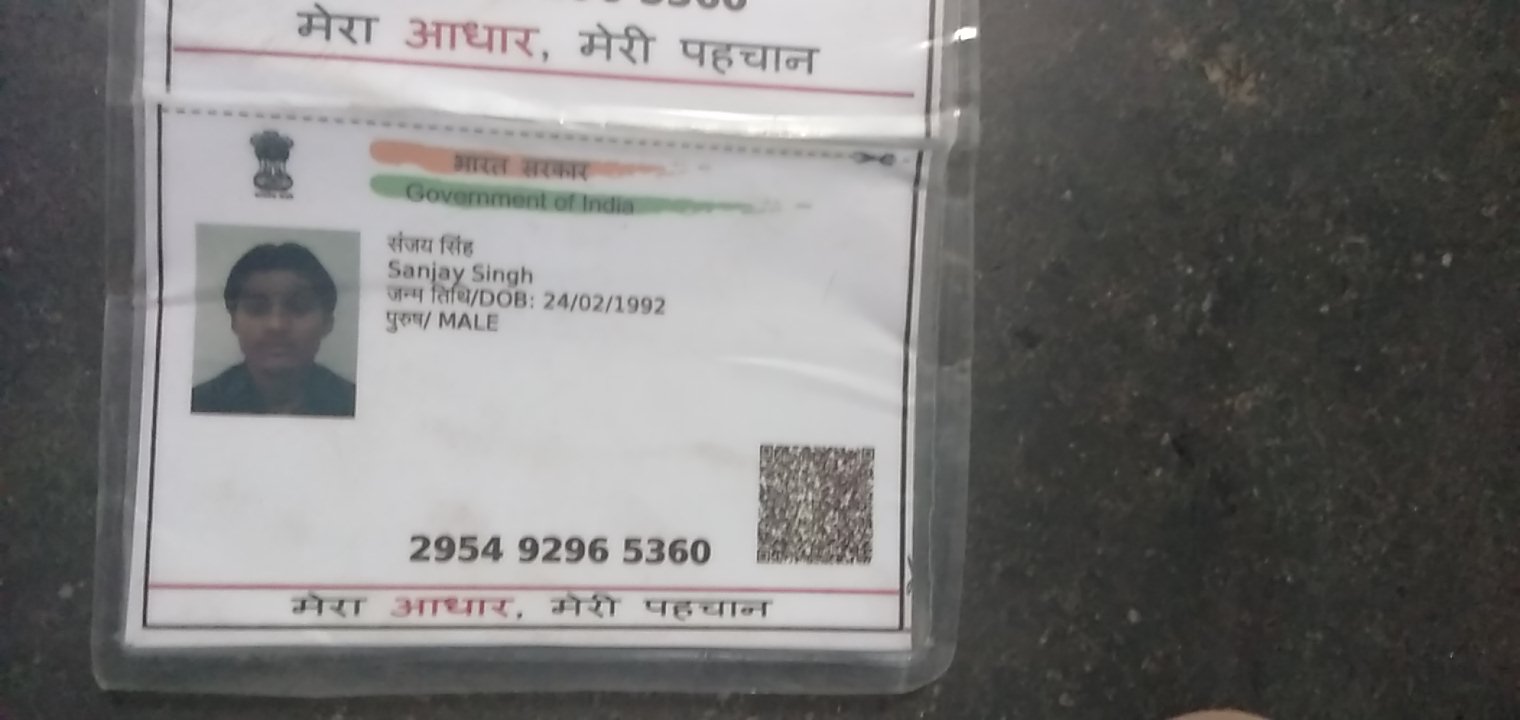 मेरा आधार, मेरी पहचान
भारत सरकार
Government of India
संजय सिंह
Sanjay Singh
जन्म तिथि/DOB: 24/02/1992
पुरुष/ MALE
2954 9296 5360
मेरा आधार, मेरी पहचान